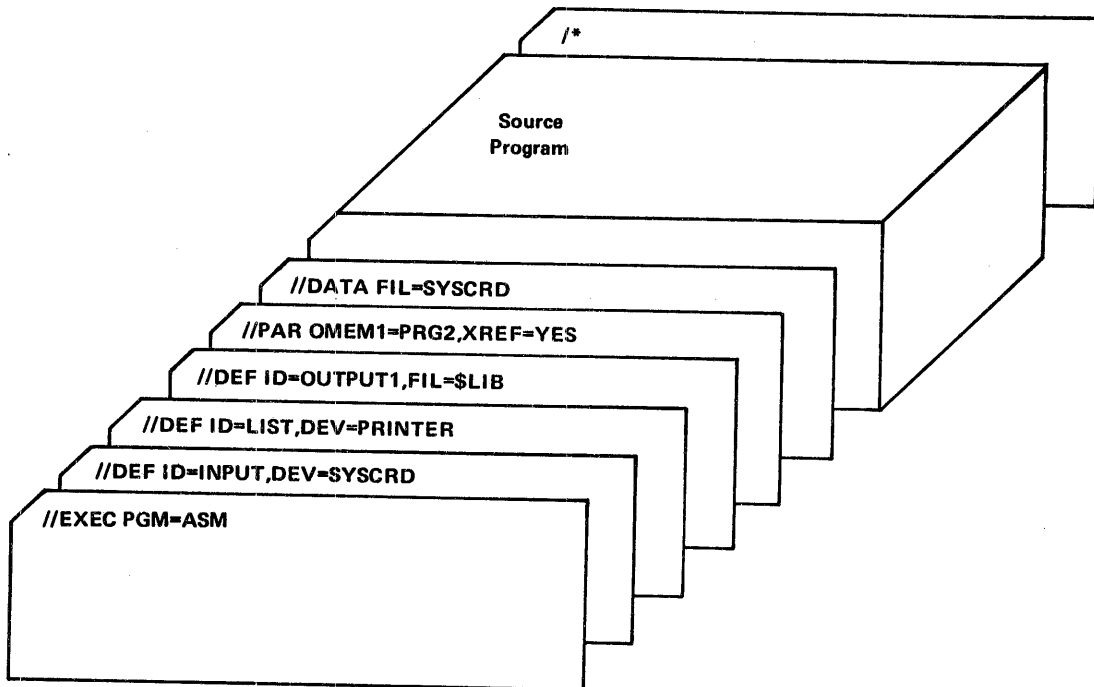 /*
Source
Program
//DATA FIL=SYSCRD
//PAR OMEM1=PRG2,XREF=YES
//DEF ID=OUTPUT1,FIL=$LIB
//DEF ID=LIST,DEV=PRINTER
//DEF ID=INPUT,DEV=SYSCRD
//EXEC PGM=ASM